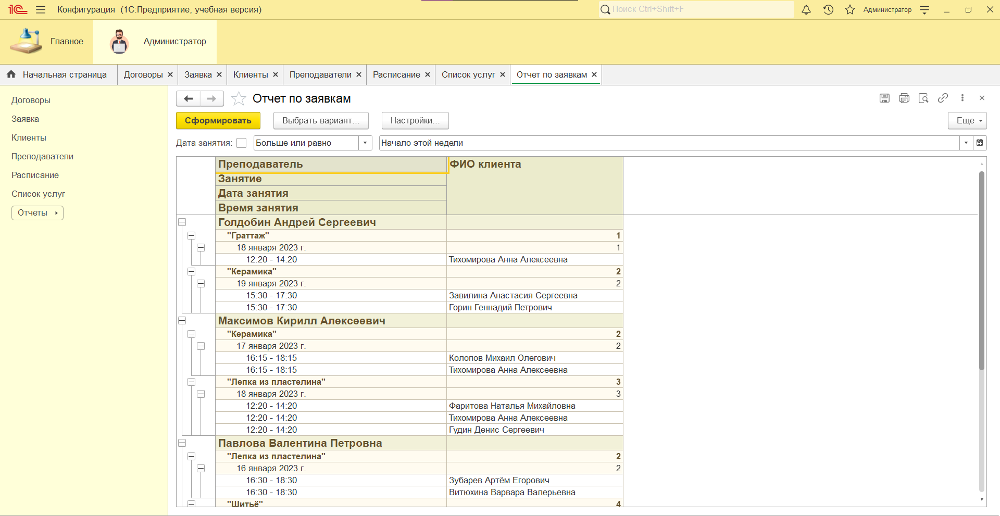 1С Конфигурация (1С:Предприятие, учебная версия) Поиск Ctrl+Shift+F Администратор
Главное Администратор
Начальная страница Договоры Заявка Клиенты Преподаватели Расписание Список услуг Отчет по заявкам
Договоры
Заявка
Клиенты
Преподаватели
Расписание
Список услуг
Отчеты
Отчет по заявкам
Сформировать Выбрать вариант... Настройки... Еще
Дата занятия: Больше или равно Начало этой недели
Преподаватель ФИО клиента
Занятие
Дата занятия
Время занятия
Голдобин Андрей Сергеевич
"Граттаж" 1
18 января 2023 г. 1
12:20 - 14:20 Тихомирова Анна Алексеевна
"Керамика" 2
19 января 2023 г. 2
15:30 - 17:30 Завилина Анастасия Сергеевна
15:30 - 17:30 Горин Геннадий Петрович
Максимов Кирилл Алексеевич
"Керамика" 2
17 января 2023 г. 2
16:15 - 18:15 Колопов Михаил Олегович
16:15 - 18:15 Тихомирова Анна Алексеевна
"Лепка из пластелина" 3
18 января 2023 г. 3
12:20 - 14:20 Фаритова Наталья Михайловна
12:20 - 14:20 Тихомирова Анна Алексеевна
12:20 - 14:20 Гудин Денис Сергеевич
Павлова Валентина Петровна
"Лепка из пластелина" 2
16 января 2023 г. 2
16:30 - 18:30 Зубарев Артём Егорович
16:30 - 18:30 Витюхина Варвара Валерьевна
"Шитьё" 4